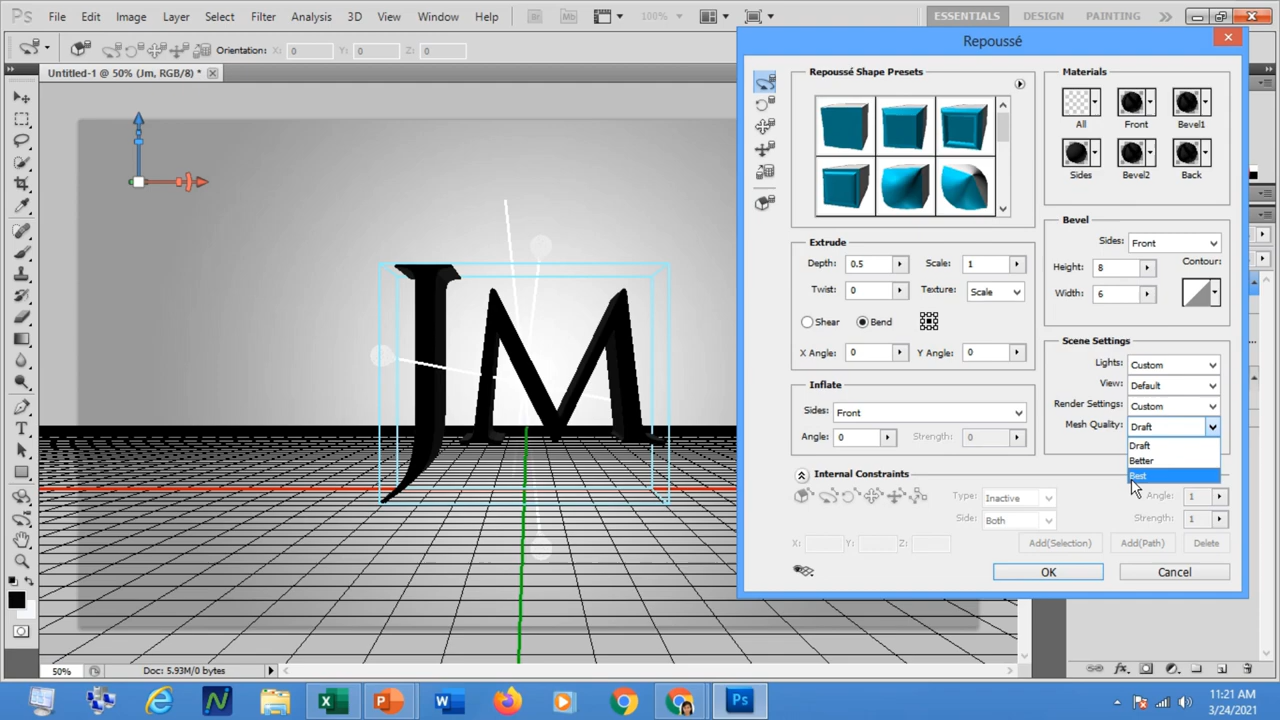 Ps File Edit Image Layer Select Filter Analysis 3D View Window Help Br Mb 100% ESSENTIALS DESIGN PAINTING
Orientation: X: 0 Y: 0 Z: 0
Repoussé
Untitled-1 @ 50% (Jm, RGB/8) *
Repoussé Shape Presets
Materials
All Front Bevel1
Sides Bevel2 Back
Bevel
Sides: Front
Height: 8 Contour:
Width: 6
Extrude
Depth: 0.5 Scale: 1
Twist: 0 Texture: Scale
Shear Bend
X Angle: 0 Y Angle: 0
Scene Settings
Lights: Custom
View: Default
Render Settings: Custom
Mesh Quality: Draft
Draft
Better
Best
Inflate
Sides: Front
Angle: 0 Strength: 0
Internal Constraints
Type: Inactive Angle: 1
Side: Both Strength: 1
X: Y: Z: Add(Selection) Add(Path) Delete
OK Cancel
JM
50% Doc: 5.93M/0 bytes
fx
11:21 AM
3/24/2021